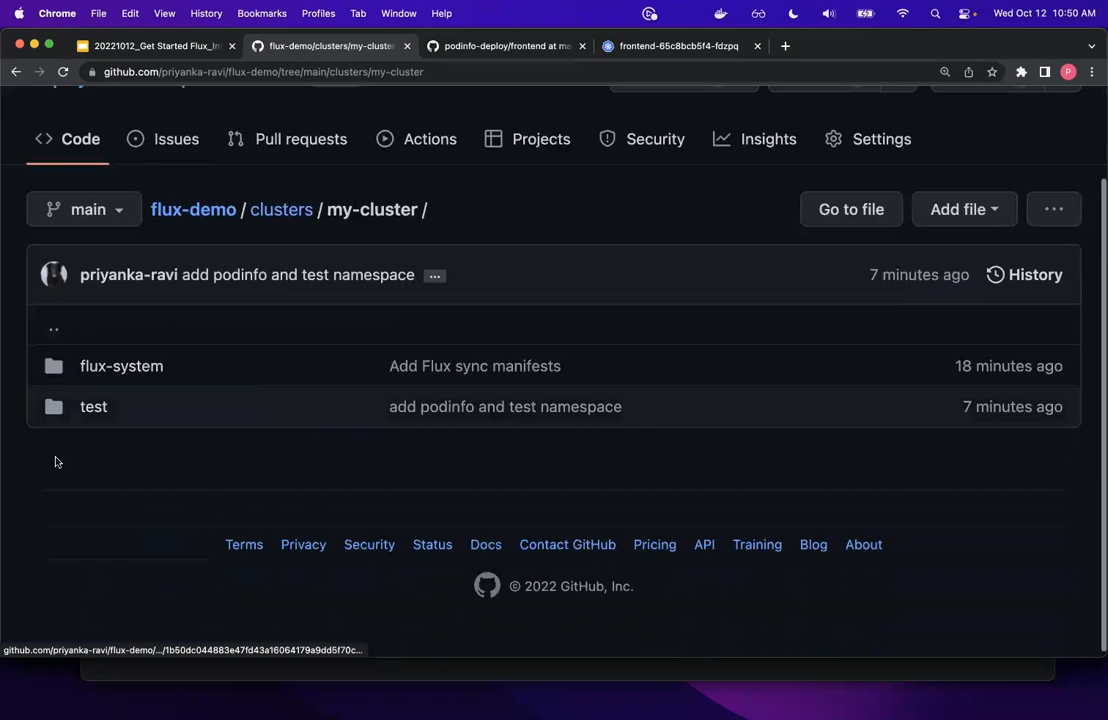 Chrome File Edit View History Bookmarks Profiles Tab Window Help Wed Oct 12 10:50 AM
20221012_Get Started Flux_In flux-demo/clusters/my-cluster podinfo-deploy/frontend at ma frontend-65c8bcb5f4-fdzpq
github.com/priyanka-ravi/flux-demo/tree/main/clusters/my-cluster P
Code Issues Pull requests Actions Projects Security Insights Settings
main flux-demo / clusters / my-cluster / Go to file Add file ...
priyanka-ravi add podinfo and test namespace ... 7 minutes ago History
..
flux-system Add Flux sync manifests 18 minutes ago
test add podinfo and test namespace 7 minutes ago
Terms Privacy Security Status Docs Contact GitHub Pricing API Training Blog About
© 2022 GitHub, Inc.
github.com/priyanka-ravi/flux-demo/.../1b50dc044883e47fd43a16064179a9dd5f70c...